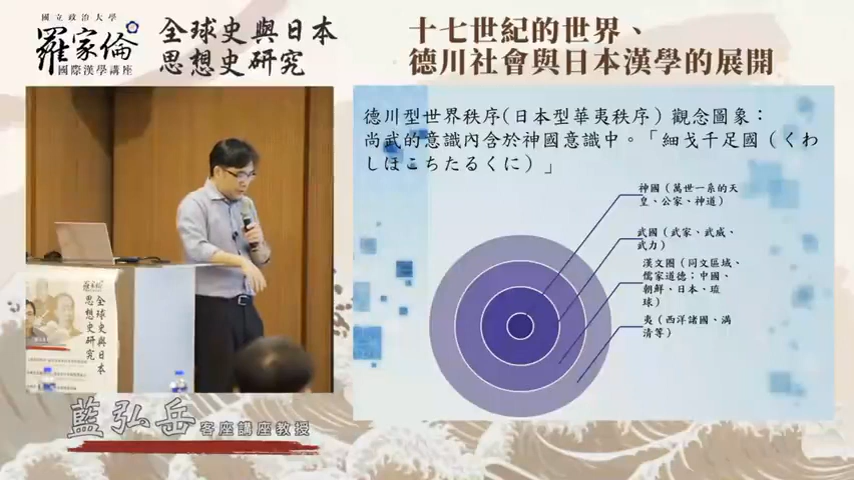 國立政治大學
羅家倫
國際漢學講座
全球史與日本
思想史研究
十七世紀的世界、
德川社會與日本漢學的展開
德川型世界秩序(日本型華夷秩序）觀念圖象：
尚武的意識內含於神國意識中。「細戈千足國（くわ
しほこちたるくに）」
神國（萬世一系的天
皇、公家、神道）
武國（武家、武威、
武力）
漢文圈（同文區域、
儒家道德；中國、
朝鮮、日本、琉
球）
夷（西洋諸國、滿
清等）
全球史與日本
思想史研究
藍弘岳 客座講座教授